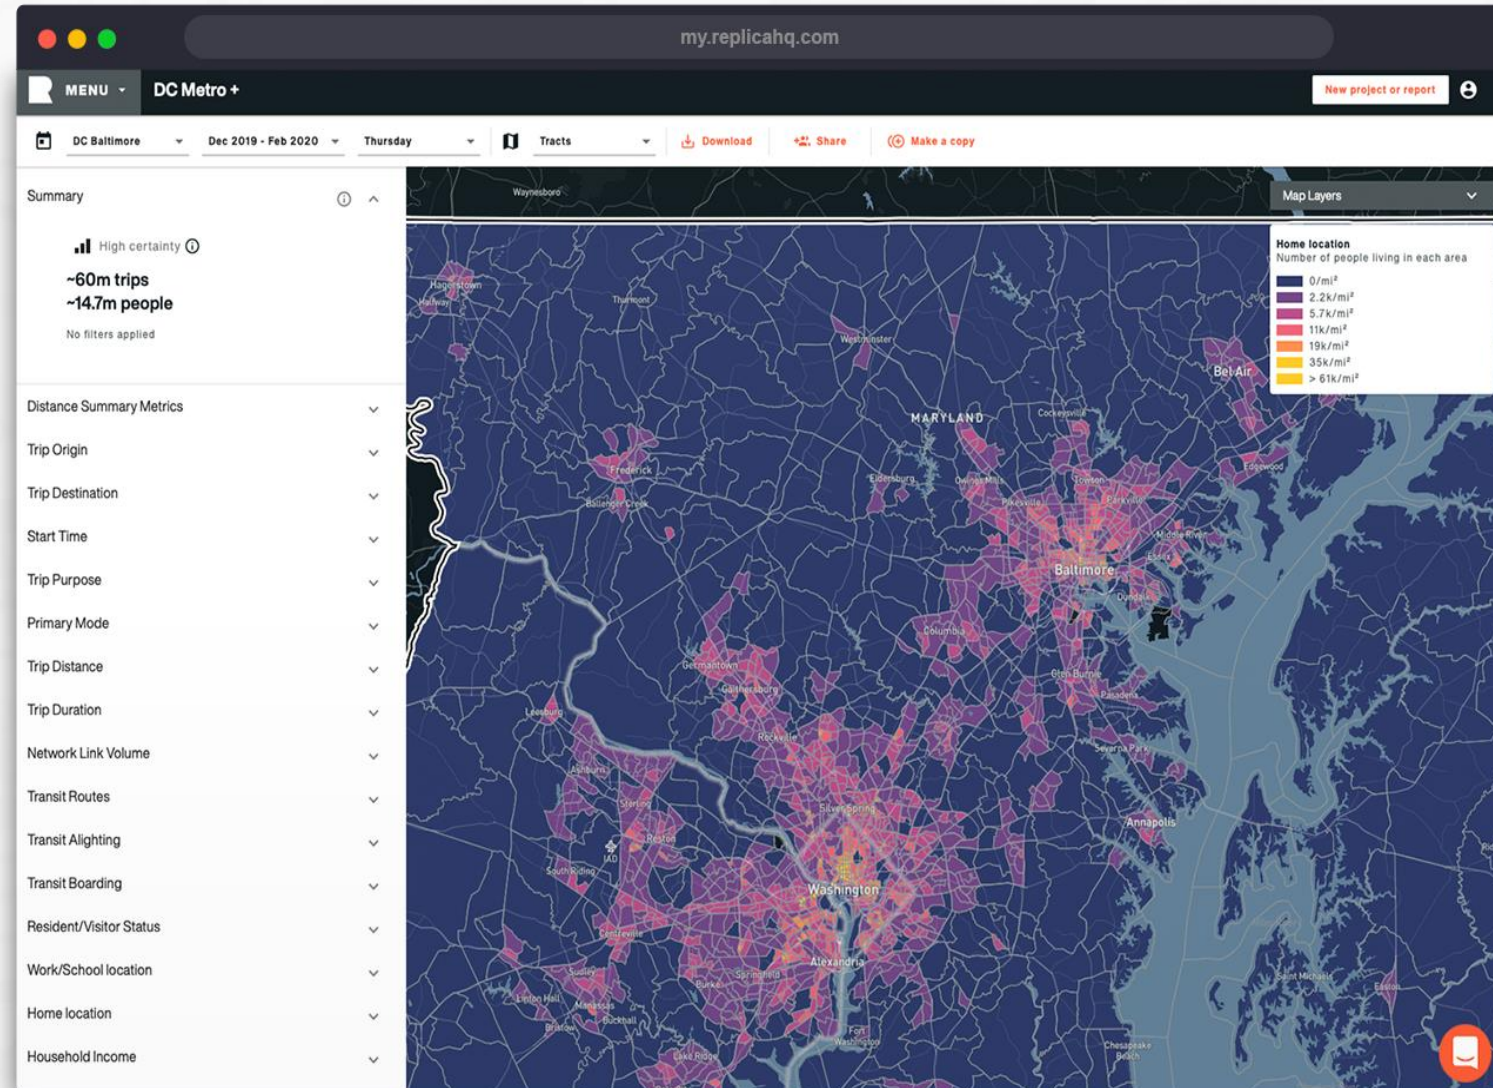 my.replicahq.com
MENU
DC Metro +
New project or report
DC Baltimore
Dec 2019 - Feb 2020
Thursday
Tracts
Download
Share
Make a copy
Summary
High certainty
~60m trips
~14.7m people
No filters applied
Distance Summary Metrics
Trip Origin
Trip Destination
Start Time
Trip Purpose
Primary Mode
Trip Distance
Trip Duration
Network Link Volume
Transit Routes
Transit Alighting
Transit Boarding
Resident/Visitor Status
Work/School location
Home location
Household Income
Map Layers
Home location
Number of people living in each area
0/mi²
2.2k/mi²
5.7k/mi²
11k/mi²
19k/mi²
35k/mi²
> 61k/mi²
Waynesboro
Hagerstown
Halfway
Thurmont
Westminster
Bel Air
MARYLAND
Cockeysville
Frederick
Edgewood
Eldersburg
Owings Mills
Towson
Ballenger Creek
Pikesville
Parkville
Middle River
Essex
Baltimore
Dundalk
Columbia
Germantown
Glen Burnie
Gaithersburg
Pasadena
Leesburg
Rockville
Severna Park
Ashburn
Sterling
Silver Spring
Annapolis
Reston
IAD
South Riding
Washington
Centreville
Alexandria
Sudley
Springfield
Burke
Saint Michaels
Easton
Linton Hall
Manassas
Buckhall
Bristow
Fort
Washington
Lake Ridge
Chesapeake
Beach